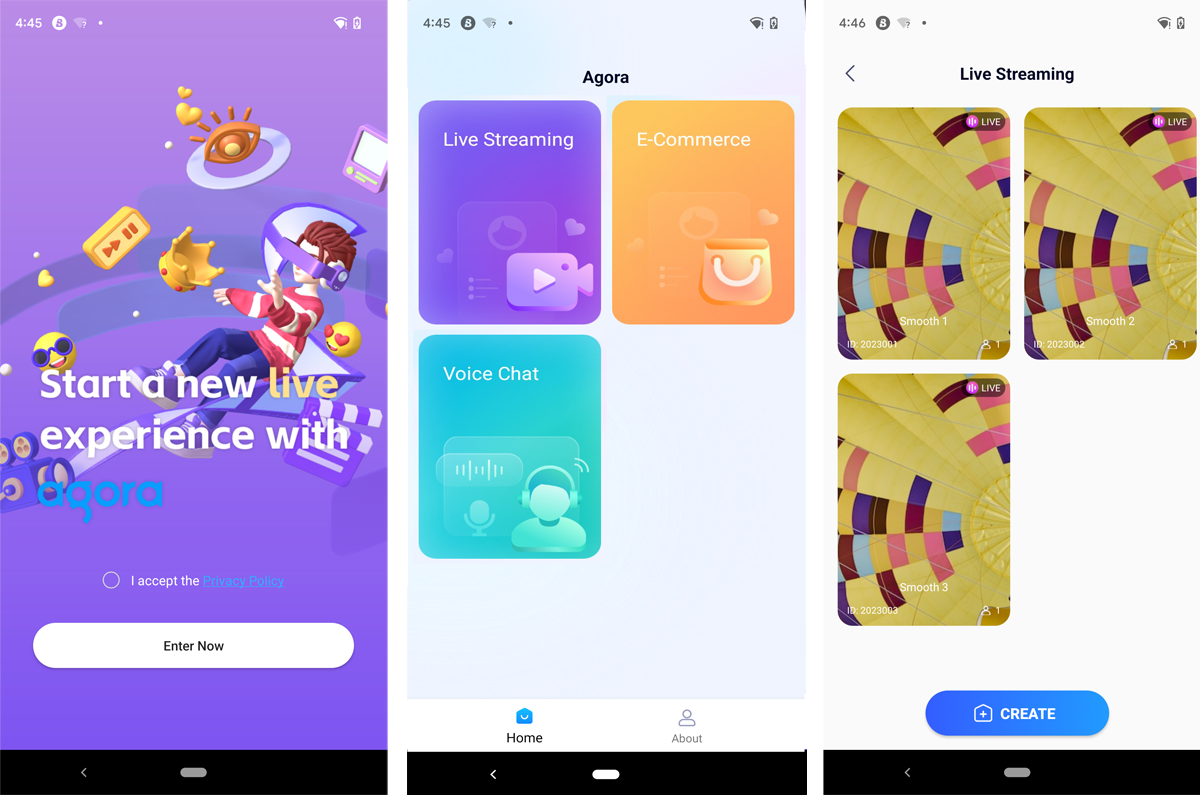 4:45
Start a new live
experience with
agora
I accept the Privacy Policy
Enter Now
4:45
Agora
Live Streaming
E-Commerce
Voice Chat
Home
About
4:46
Live Streaming
LIVE
Smooth 1
ID: 2023001
1
LIVE
Smooth 2
ID: 2023002
1
LIVE
Smooth 3
ID: 2023003
1
CREATE